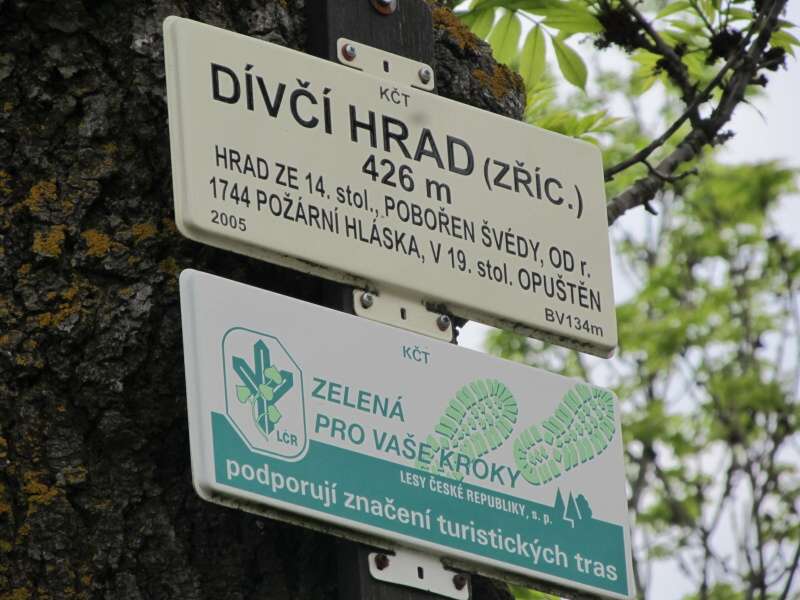 KČT
DÍVČÍ HRAD (ZŘÍC.)
426 m
HRAD ZE 14. stol., POBOŘEN ŠVÉDY, OD r.
1744 POŽÁRNÍ HLÁSKA, V 19. stol. OPUŠTĚN
2005
BV134m
KČT
LČR
ZELENÁ
PRO VAŠE KROKY
LESY ČESKÉ REPUBLIKY, s. p.
podporují značení turistických tras